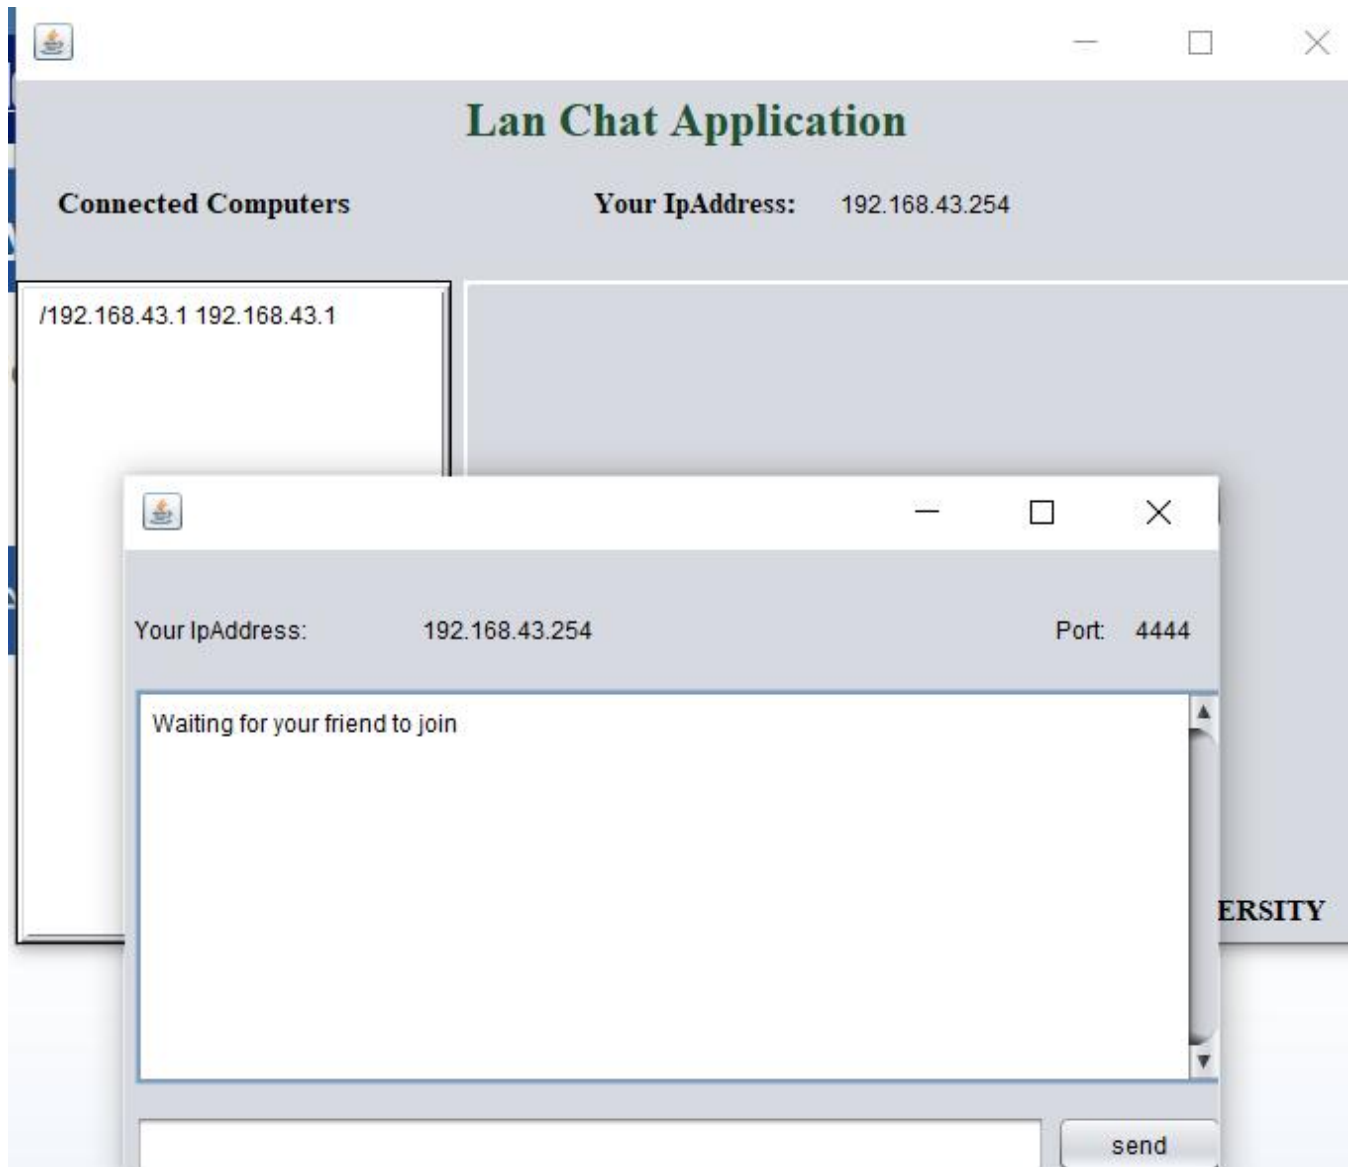 Lan Chat Application
Connected Computers Your IpAddress: 192.168.43.254
/192.168.43.1 192.168.43.1
Your IpAddress: 192.168.43.254 Port: 4444
Waiting for your friend to join
ERSITY
send